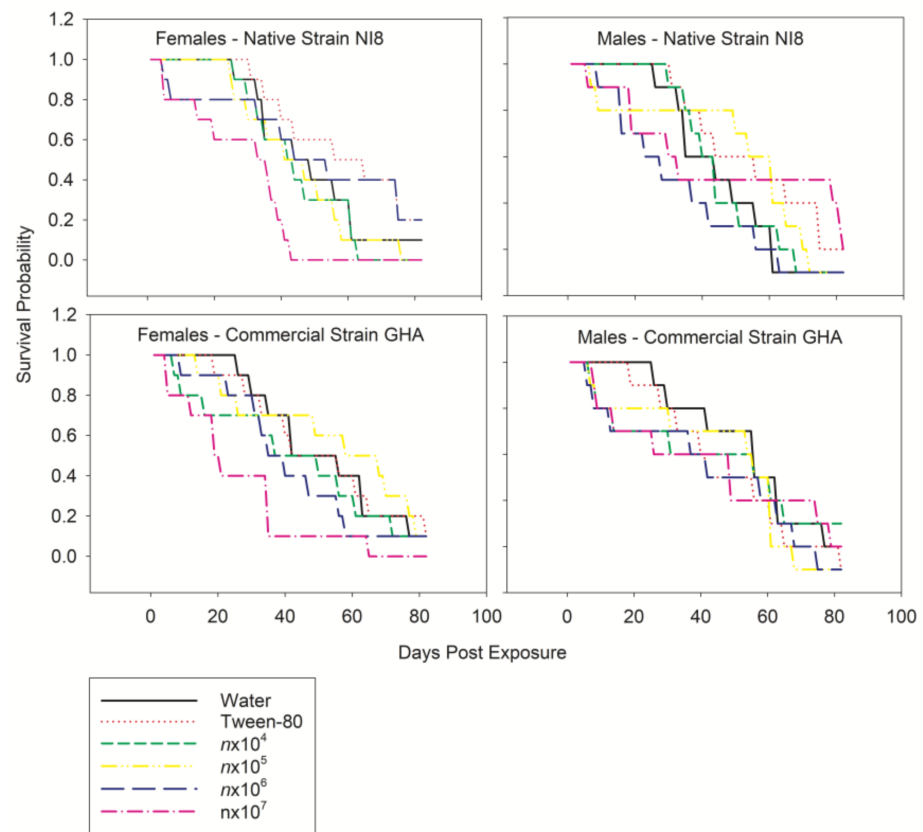 Females - Native Strain NI8
Males - Native Strain NI8
1.2
1.0
0.8
0.6
0.4
0.2
0.0
Females - Commercial Strain GHA
Males - Commercial Strain GHA
1.2
1.0
0.8
0.6
0.4
0.2
0.0
Survival Probability
0 20 40 60 80 100
0 20 40 60 80 100
Days Post Exposure
Water
Tween-80
nx10⁴
nx10⁵
nx10⁶
nx10⁷